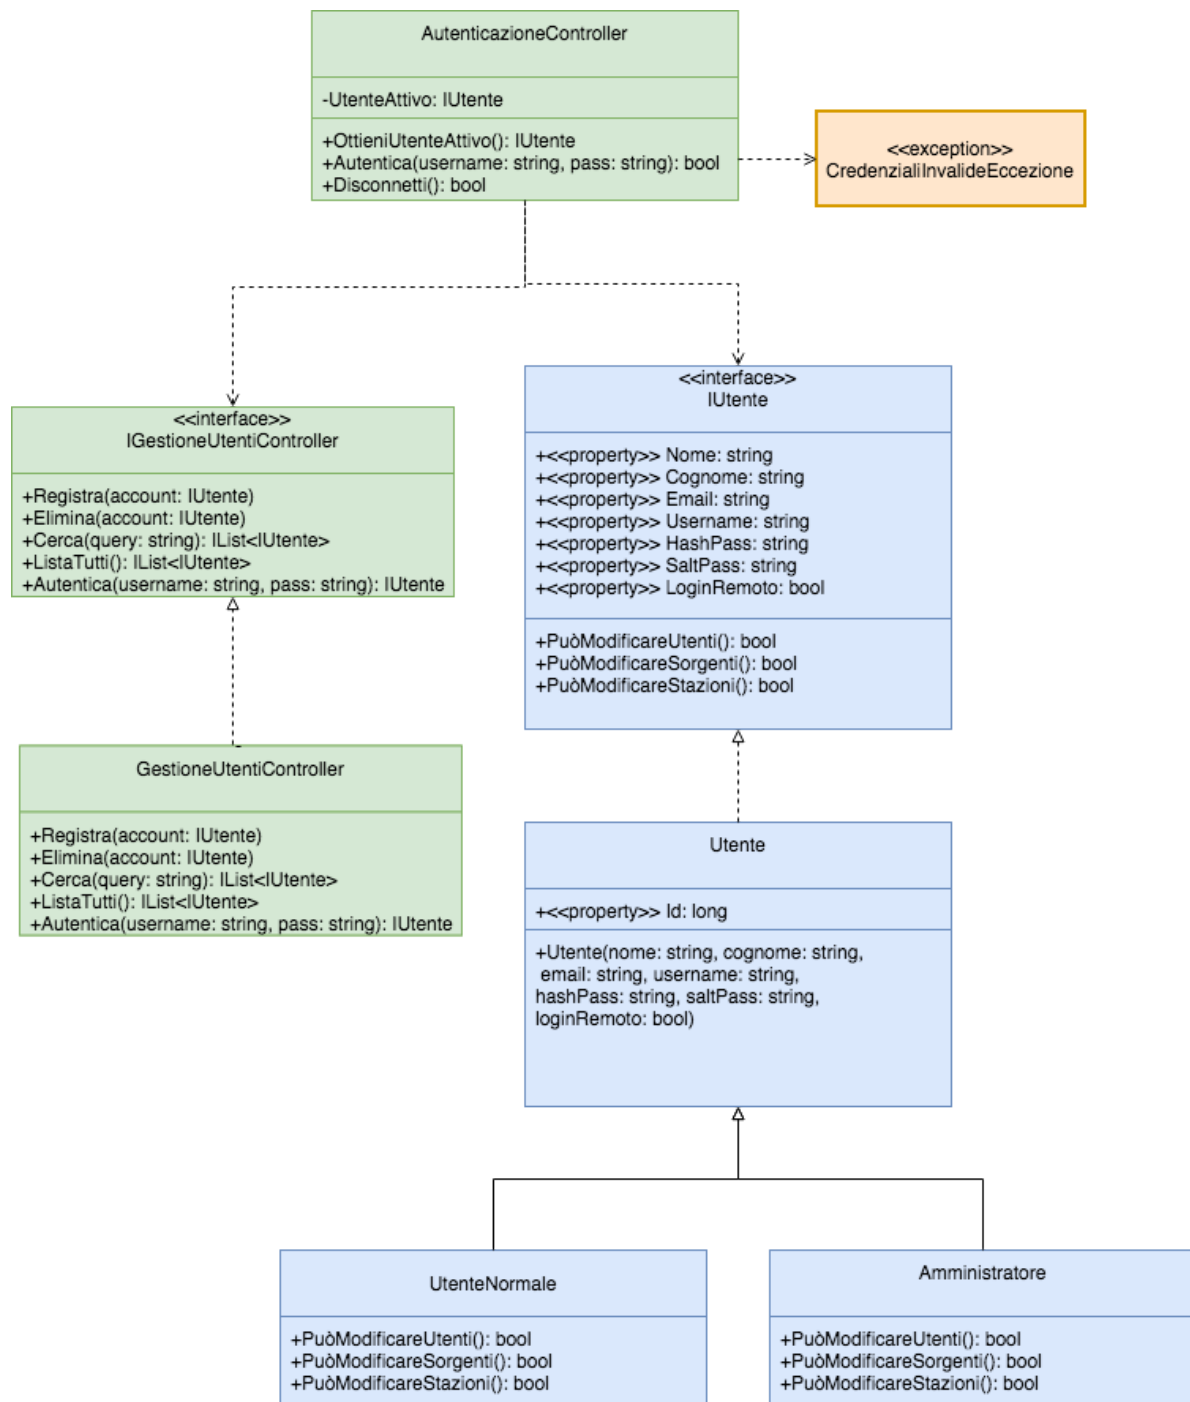 AutenticazioneController
-UtenteAttivo: IUtente
+OttieniUtenteAttivo(): IUtente
+Autentica(username: string, pass: string): bool
+Disconnetti(): bool
<<exception>>
CredenzialiInvalideEccezione
<<interface>>
IGestioneUtentiController
+Registra(account: IUtente)
+Elimina(account: IUtente)
+Cerca(query: string): IList<IUtente>
+ListaTutti(): IList<IUtente>
+Autentica(username: string, pass: string): IUtente
<<interface>>
IUtente
+<<property>> Nome: string
+<<property>> Cognome: string
+<<property>> Email: string
+<<property>> Username: string
+<<property>> HashPass: string
+<<property>> SaltPass: string
+<<property>> LoginRemoto: bool
+PuòModificareUtenti(): bool
+PuòModificareSorgenti(): bool
+PuòModificareStazioni(): bool
GestioneUtentiController
+Registra(account: IUtente)
+Elimina(account: IUtente)
+Cerca(query: string): IList<IUtente>
+ListaTutti(): IList<IUtente>
+Autentica(username: string, pass: string): IUtente
Utente
+<<property>> Id: long
+Utente(nome: string, cognome: string,
email: string, username: string,
hashPass: string, saltPass: string,
loginRemoto: bool)
UtenteNormale
+PuòModificareUtenti(): bool
+PuòModificareSorgenti(): bool
+PuòModificareStazioni(): bool
Amministratore
+PuòModificareUtenti(): bool
+PuòModificareSorgenti(): bool
+PuòModificareStazioni(): bool